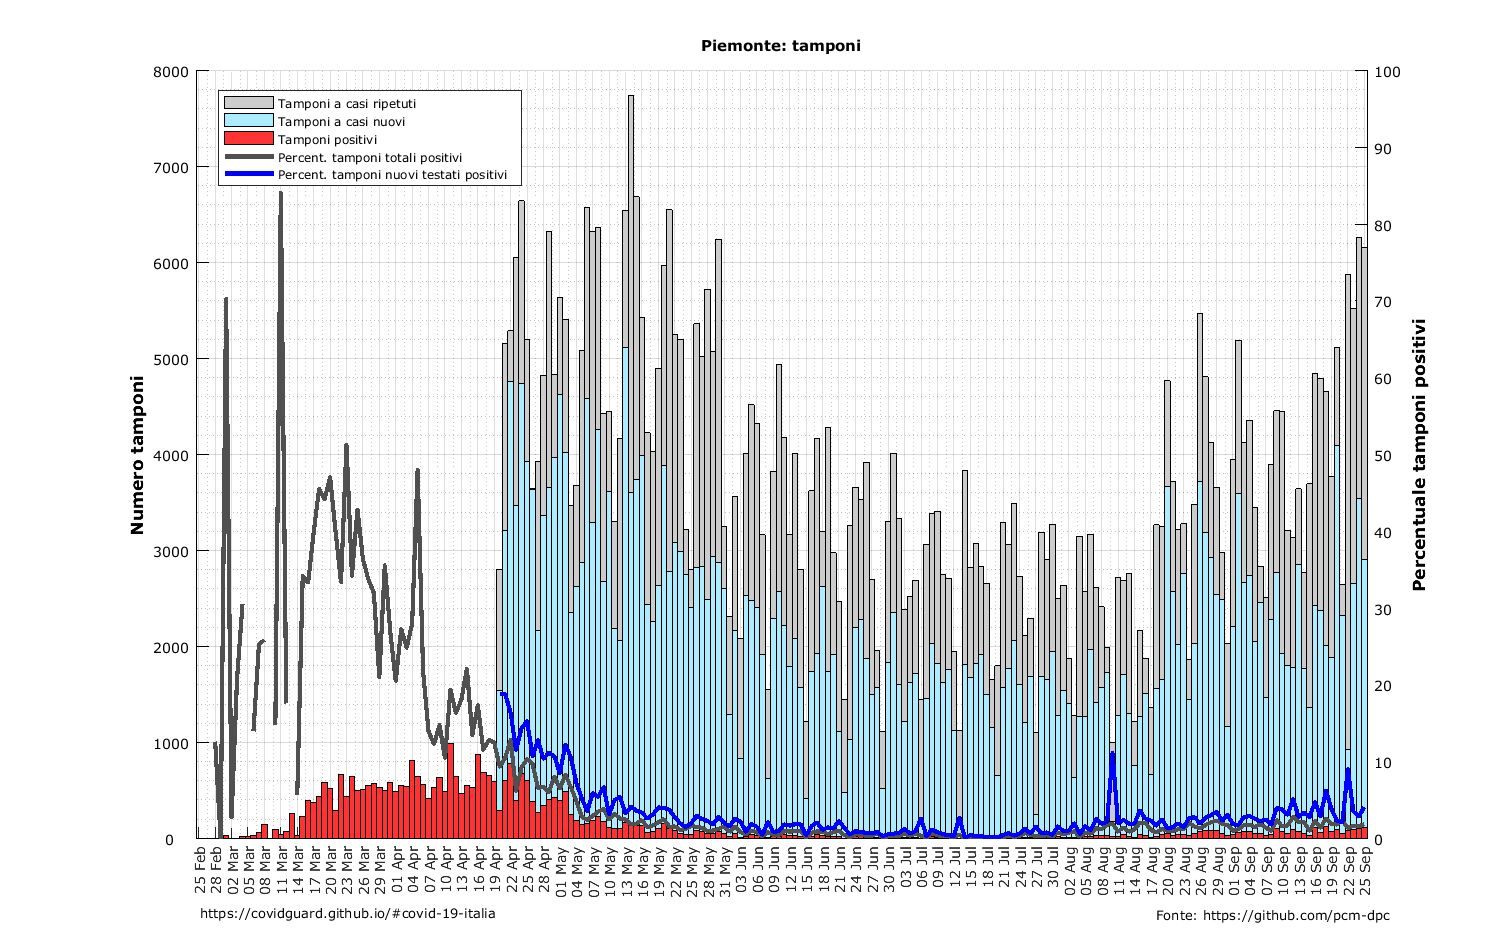 Piemonte: tamponi
8000
7000
6000
5000
4000
3000
2000
1000
0
Numero tamponi
Tamponi a casi ripetuti
Tamponi a casi nuovi
Tamponi positivi
Percent. tamponi totali positivi
Percent. tamponi nuovi testati positivi
100
90
80
70
60
50
40
30
20
10
0
Percentuale tamponi positivi
25 Feb
28 Feb
02 Mar
05 Mar
08 Mar
11 Mar
14 Mar
17 Mar
20 Mar
23 Mar
26 Mar
29 Mar
01 Apr
04 Apr
07 Apr
10 Apr
13 Apr
16 Apr
19 Apr
22 Apr
25 Apr
28 Apr
01 May
04 May
07 May
10 May
13 May
16 May
19 May
22 May
25 May
28 May
31 May
03 Jun
06 Jun
09 Jun
12 Jun
15 Jun
18 Jun
21 Jun
24 Jun
27 Jun
30 Jun
03 Jul
06 Jul
09 Jul
12 Jul
15 Jul
18 Jul
21 Jul
24 Jul
27 Jul
30 Jul
02 Aug
05 Aug
08 Aug
11 Aug
14 Aug
17 Aug
20 Aug
23 Aug
26 Aug
29 Aug
01 Sep
04 Sep
07 Sep
10 Sep
13 Sep
16 Sep
19 Sep
22 Sep
25 Sep
https://covidguard.github.io/#covid-19-italia
Fonte: https://github.com/pcm-dpc